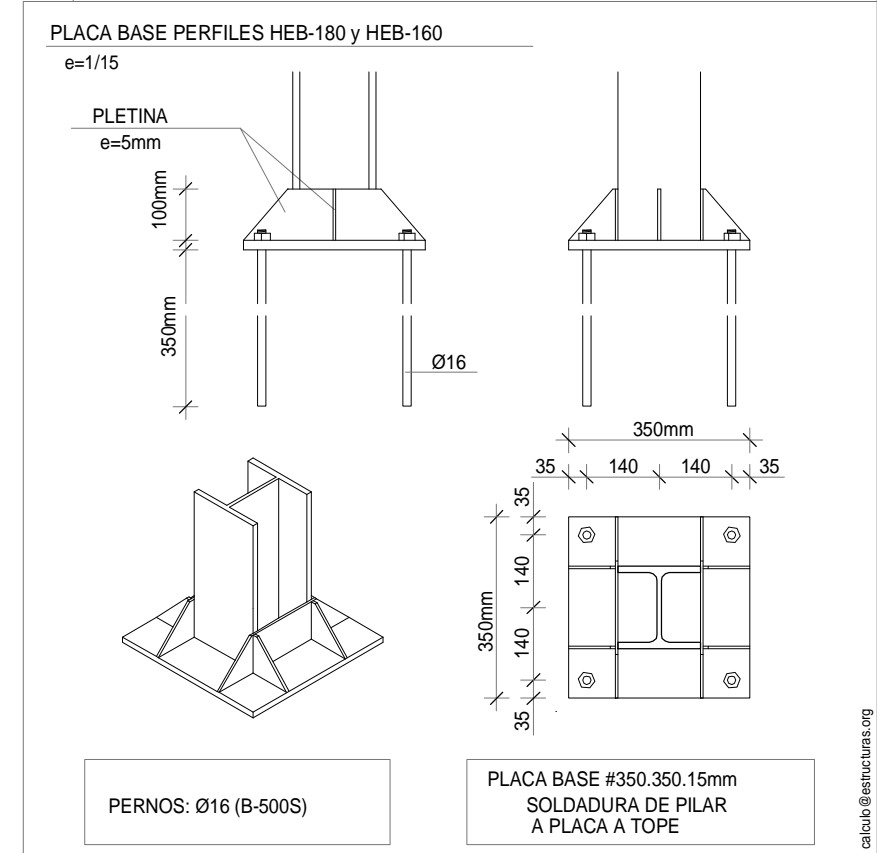 PLACA BASE PERFILES HEB-180 y HEB-160
e=1/15
PLETINA
e=5mm
100mm
350mm
Ø16
350mm
35 140 140 35
35
140
350mm
140
35
PERNOS: Ø16 (B-500S)
PLACA BASE #350.350.15mm
SOLDADURA DE PILAR
A PLACA A TOPE
calculo@estructuras.org